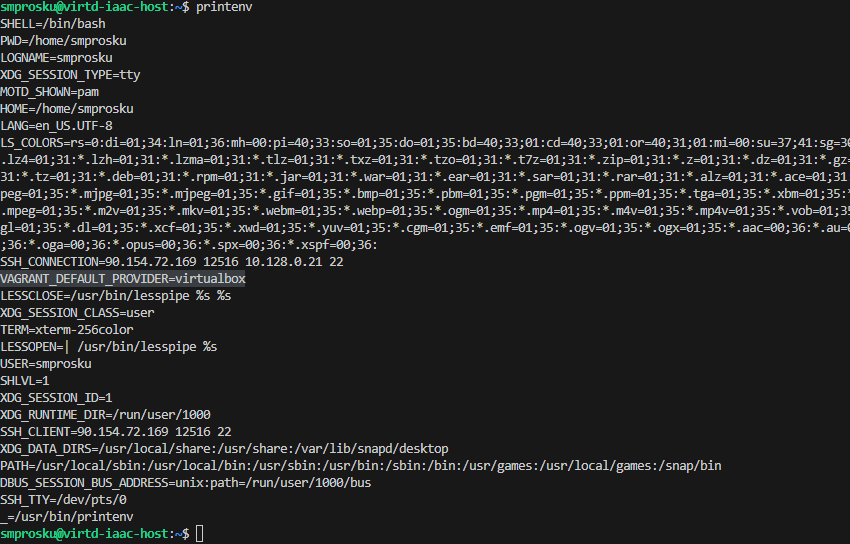 smprosku@virtd-iaac-host:~$ printenv
SHELL=/bin/bash
PWD=/home/smprosku
LOGNAME=smprosku
XDG_SESSION_TYPE=tty
MOTD_SHOWN=pam
HOME=/home/smprosku
LANG=en_US.UTF-8
LS_COLORS=rs=0:di=01;34:ln=01;36:mh=00:pi=40;33:so=01;35:do=01;35:bd=40;33;01:cd=40;33;01:or=40;31;01:mi=00:su=37;41:sg=30
.lz4=01;31:*.lzh=01;31:*.lzma=01;31:*.tlz=01;31:*.txz=01;31:*.tzo=01;31:*.t7z=01;31:*.zip=01;31:*.z=01;31:*.dz=01;31:*.gz=
31:*.tz=01;31:*.deb=01;31:*.rpm=01;31:*.jar=01;31:*.war=01;31:*.ear=01;31:*.sar=01;31:*.rar=01;31:*.alz=01;31:*.ace=01;31
peg=01;35:*.mjpg=01;35:*.mjpeg=01;35:*.gif=01;35:*.bmp=01;35:*.pbm=01;35:*.pgm=01;35:*.ppm=01;35:*.tga=01;35:*.xbm=01;35:*
.mpeg=01;35:*.m2v=01;35:*.mkv=01;35:*.webm=01;35:*.webp=01;35:*.ogm=01;35:*.mp4=01;35:*.m4v=01;35:*.mp4v=01;35:*.vob=01;35
gl=01;35:*.dl=01;35:*.xcf=01;35:*.xwd=01;35:*.yuv=01;35:*.cgm=01;35:*.emf=01;35:*.ogv=01;35:*.ogx=01;35:*.aac=00;36:*.au=0
;36:*.oga=00;36:*.opus=00;36:*.spx=00;36:*.xspf=00;36:
SSH_CONNECTION=90.154.72.169 12516 10.128.0.21 22
VAGRANT_DEFAULT_PROVIDER=virtualbox
LESSCLOSE=/usr/bin/lesspipe %s %s
XDG_SESSION_CLASS=user
TERM=xterm-256color
LESSOPEN=| /usr/bin/lesspipe %s
USER=smprosku
SHLVL=1
XDG_SESSION_ID=1
XDG_RUNTIME_DIR=/run/user/1000
SSH_CLIENT=90.154.72.169 12516 22
XDG_DATA_DIRS=/usr/local/share:/usr/share:/var/lib/snapd/desktop
PATH=/usr/local/sbin:/usr/local/bin:/usr/sbin:/usr/bin:/sbin:/bin:/usr/games:/usr/local/games:/snap/bin
DBUS_SESSION_BUS_ADDRESS=unix:path=/run/user/1000/bus
SSH_TTY=/dev/pts/0
_=/usr/bin/printenv
smprosku@virtd-iaac-host:~$